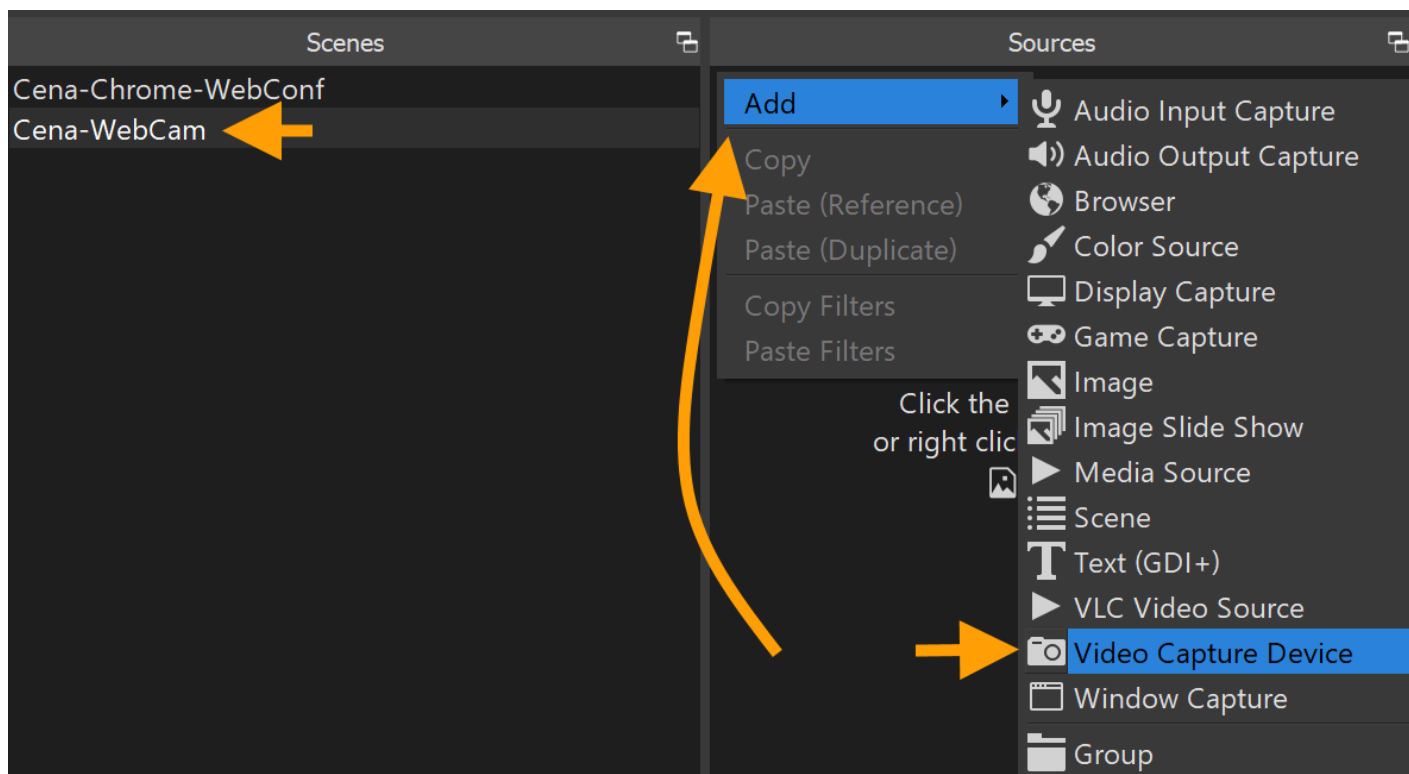 Scenes
Cena-Chrome-WebConf
Cena-WebCam
Sources
Add
Copy
Paste (Reference)
Paste (Duplicate)
Copy Filters
Paste Filters
Click the
or right clic
Audio Input Capture
Audio Output Capture
Browser
Color Source
Display Capture
Game Capture
Image
Image Slide Show
Media Source
Scene
Text (GDI+)
VLC Video Source
Video Capture Device
Window Capture
Group